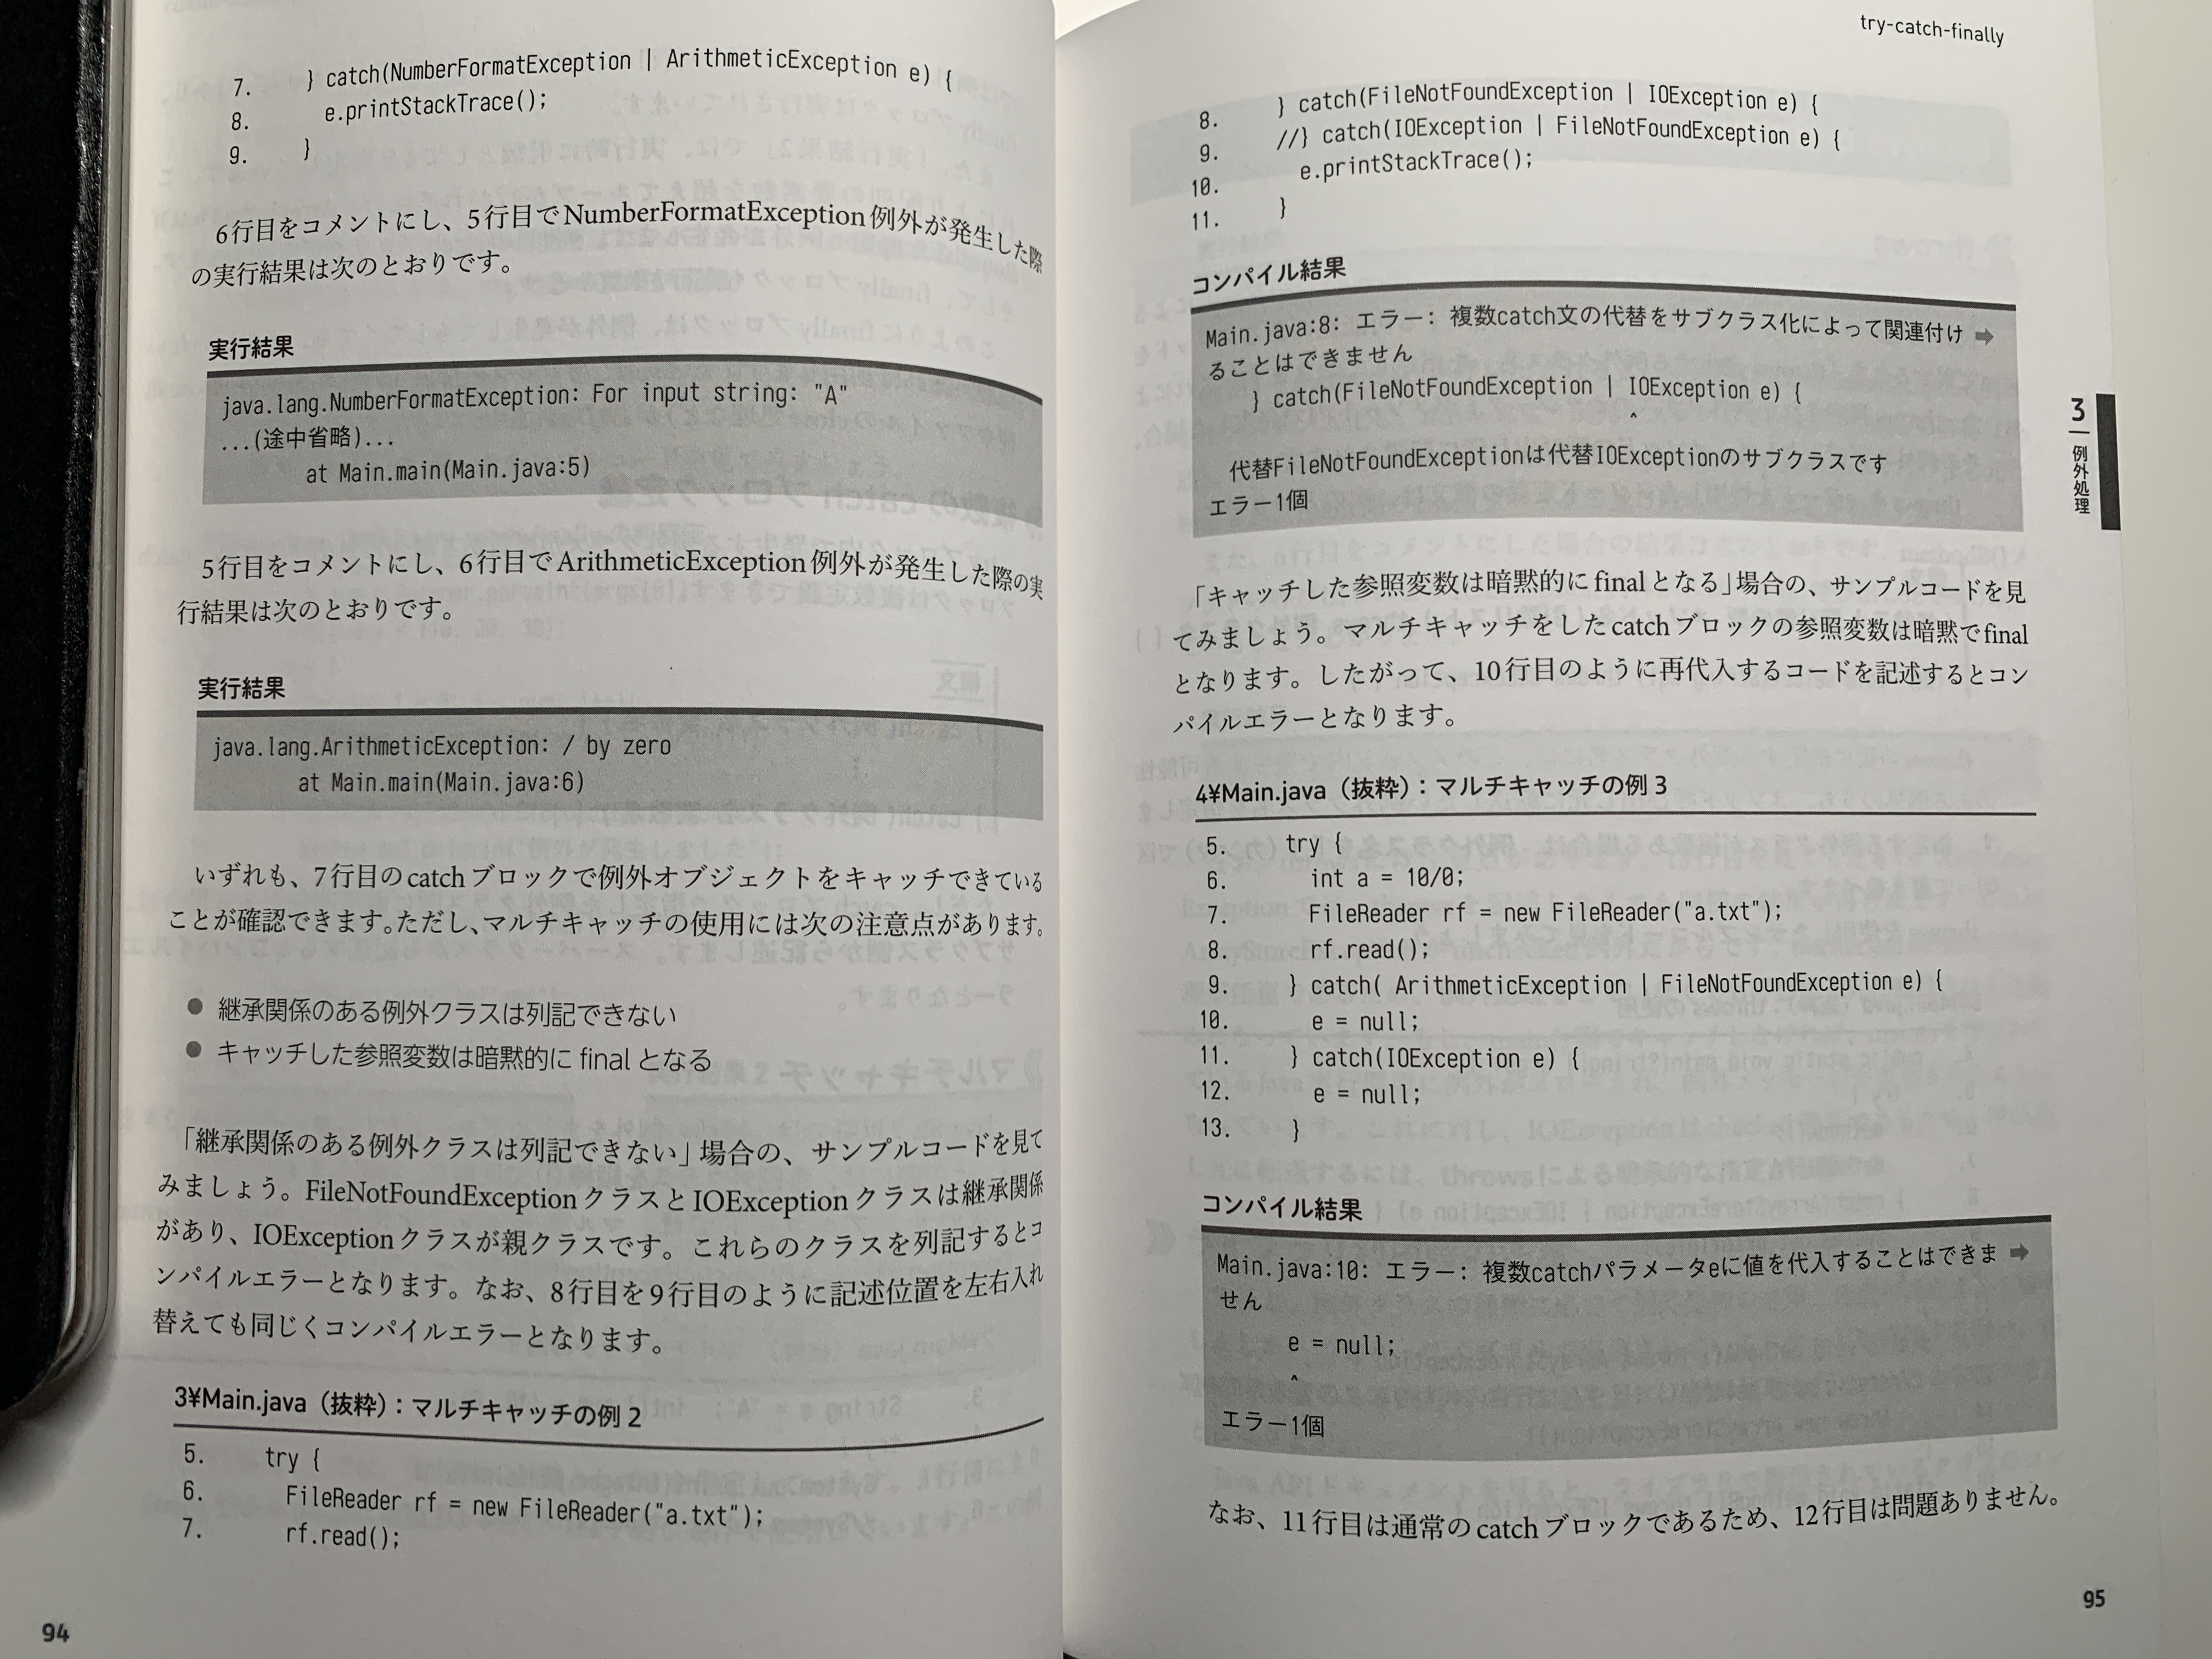 7.    } catch(NumberFormatException | ArithmeticException e) {
8.      e.printStackTrace();
9.    }
6行目をコメントにし、5行目でNumberFormatException例外が発生した際
の実行結果は次のとおりです。
実行結果
java.lang.NumberFormatException: For input string: "A"
...(途中省略)...
        at Main.main(Main.java:5)
5行目をコメントにし、6行目でArithmeticException例外が発生した際の実
行結果は次のとおりです。
実行結果
java.lang.ArithmeticException: / by zero
        at Main.main(Main.java:6)
いずれも、7行目のcatchブロックで例外オブジェクトをキャッチできている
ことが確認できます。ただし、マルチキャッチの使用には次の注意点があります。
● 継承関係のある例外クラスは列記できない
● キャッチした参照変数は暗黙的に final となる
「継承関係のある例外クラスは列記できない」場合の、サンプルコードを見て
みましょう。FileNotFoundExceptionクラスとIOExceptionクラスは継承関係
があり、IOExceptionクラスが親クラスです。これらのクラスを列記するとコ
ンパイルエラーとなります。なお、8行目を9行目のように記述位置を左右入れ
替えても同じくコンパイルエラーとなります。
3¥Main.java（抜粋）：マルチキャッチの例 2
5.    try {
6.      FileReader rf = new FileReader("a.txt");
7.      rf.read();
94
try-catch-finally
8.    } catch(FileNotFoundException | IOException e) {
9.    //} catch(IOException | FileNotFoundException e) {
10.      e.printStackTrace();
11.    }
コンパイル結果
Main.java:8: エラー: 複数catch文の代替をサブクラス化によって関連付け ➡
ることはできません
    } catch(FileNotFoundException | IOException e) {
                                    ^
  代替FileNotFoundExceptionは代替IOExceptionのサブクラスです
エラー1個
3
例外処理
「キャッチした参照変数は暗黙的にfinalとなる」場合の、サンプルコードを見
てみましょう。マルチキャッチをしたcatchブロックの参照変数は暗黙でfinal
となります。したがって、10行目のように再代入するコードを記述するとコン
パイルエラーとなります。
4¥Main.java（抜粋）：マルチキャッチの例 3
5.    try {
6.      int a = 10/0;
7.      FileReader rf = new FileReader("a.txt");
8.      rf.read();
9.    } catch( ArithmeticException | FileNotFoundException e) {
10.      e = null;
11.    } catch(IOException e) {
12.      e = null;
13.    }
コンパイル結果
Main.java:10: エラー: 複数catchパラメータeに値を代入することはできま ➡
せん
      e = null;
      ^
エラー1個
なお、11行目は通常のcatchブロックであるため、12行目は問題ありません。
95